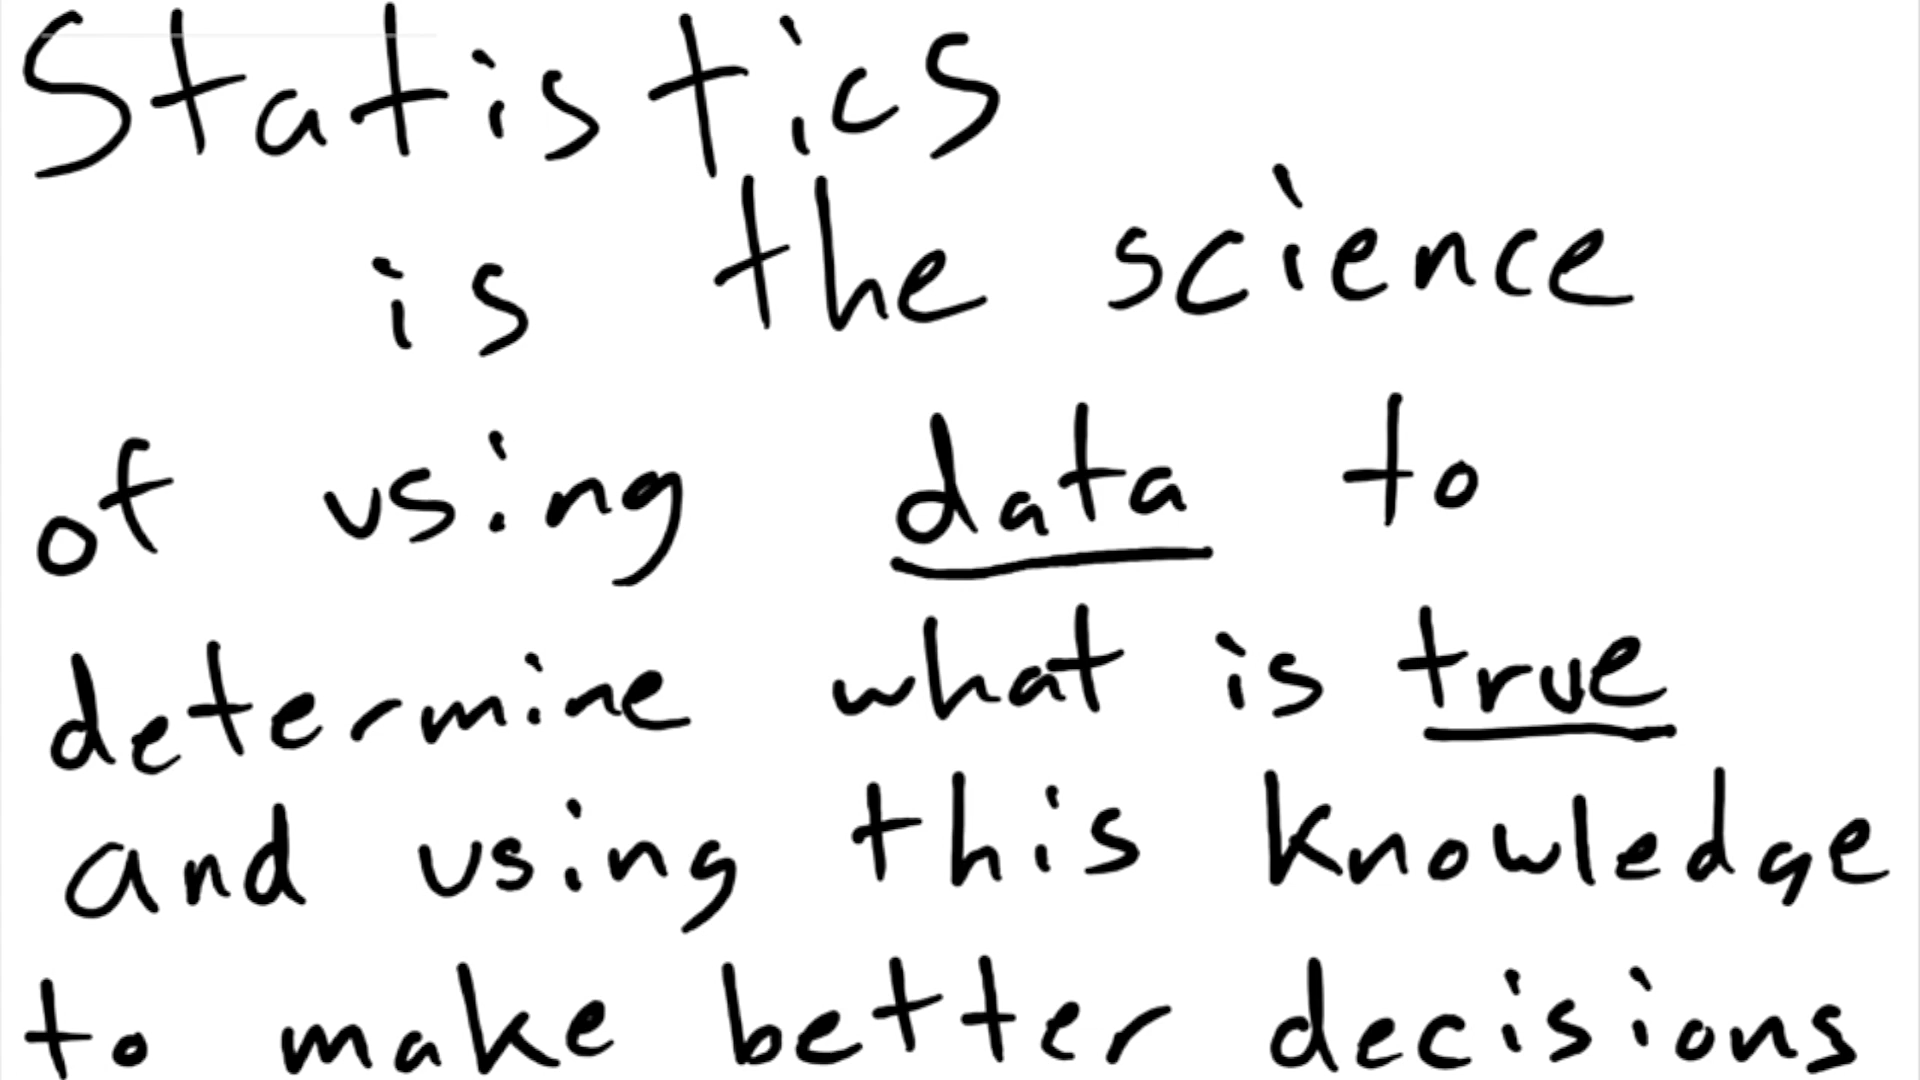 Statistics
is the science
of using data to
determine what is true
and using this knowledge
to make better decisions